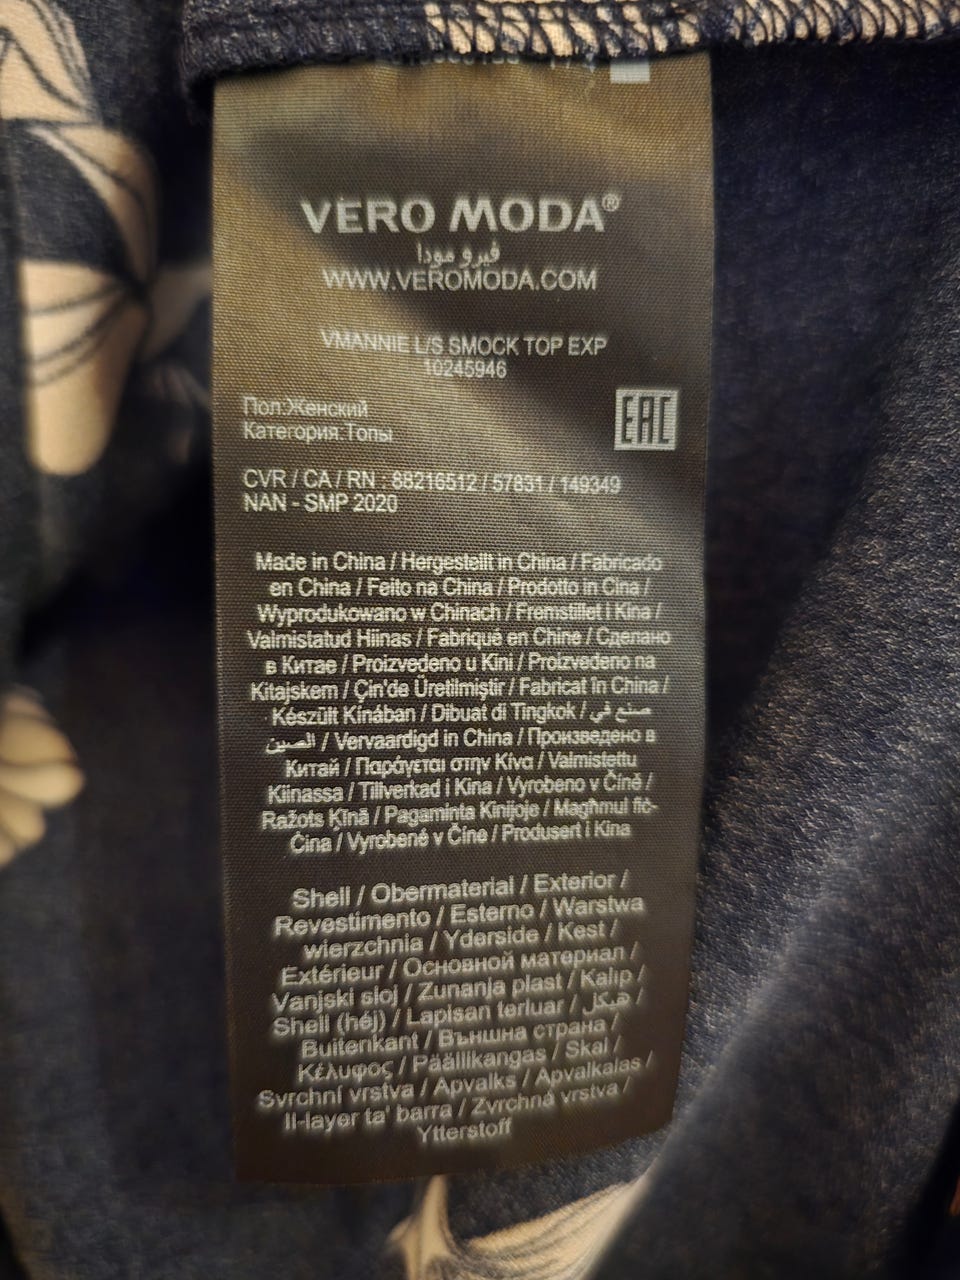 VERO MODA®
فيرو مودا
WWW.VEROMODA.COM
VMANNIE L/S SMOCK TOP EXP
10245946
Пол:Женский
Категория:Топы
EAC
CVR / CA / RN : 88216512 / 57831 / 149349
NAN - SMP 2020
Made in China / Hergestellt in China / Fabricado
en China / Feito na China / Prodotto in Cina /
Wyprodukowano w Chinach / Fremstillet i Kina /
Valmistatud Hiinas / Fabriqué en Chine / Сделано
в Китае / Proizvedeno u Kini / Proizvedeno na
Kitajskem / Çin'de Üretilmiştir / Fabricat în China /
Készült Kínában / Dibuat di Tingkok / صنع في
الصين / Vervaardigd in China / Произведено в
Китай / Παράγεται στην Κίνα / Valmistettu
Kiinassa / Tillverkad i Kina / Vyrobeno v Číně /
Ražots Ķīnā / Pagaminta Kinijoje / Magħmul fiċ-
Ċina / Vyrobené v Číne / Produsert i Kina
Shell / Obermaterial / Exterior /
Revestimento / Esterno / Warstwa
wierzchnia / Yderside / Kest /
Extérieur / Основной материал /
Vanjski sloj / Zunanja plast / Kalıp /
Shell (héj) / Lapisan terluar / هيكل /
Buitenkant / Външна страна /
Κέλυφος / Päällikangas / Skal /
Svrchní vrstva / Apvalks / Apvalkalas /
Il-layer ta' barra / Zvrchná vrstva /
Ytterstoff